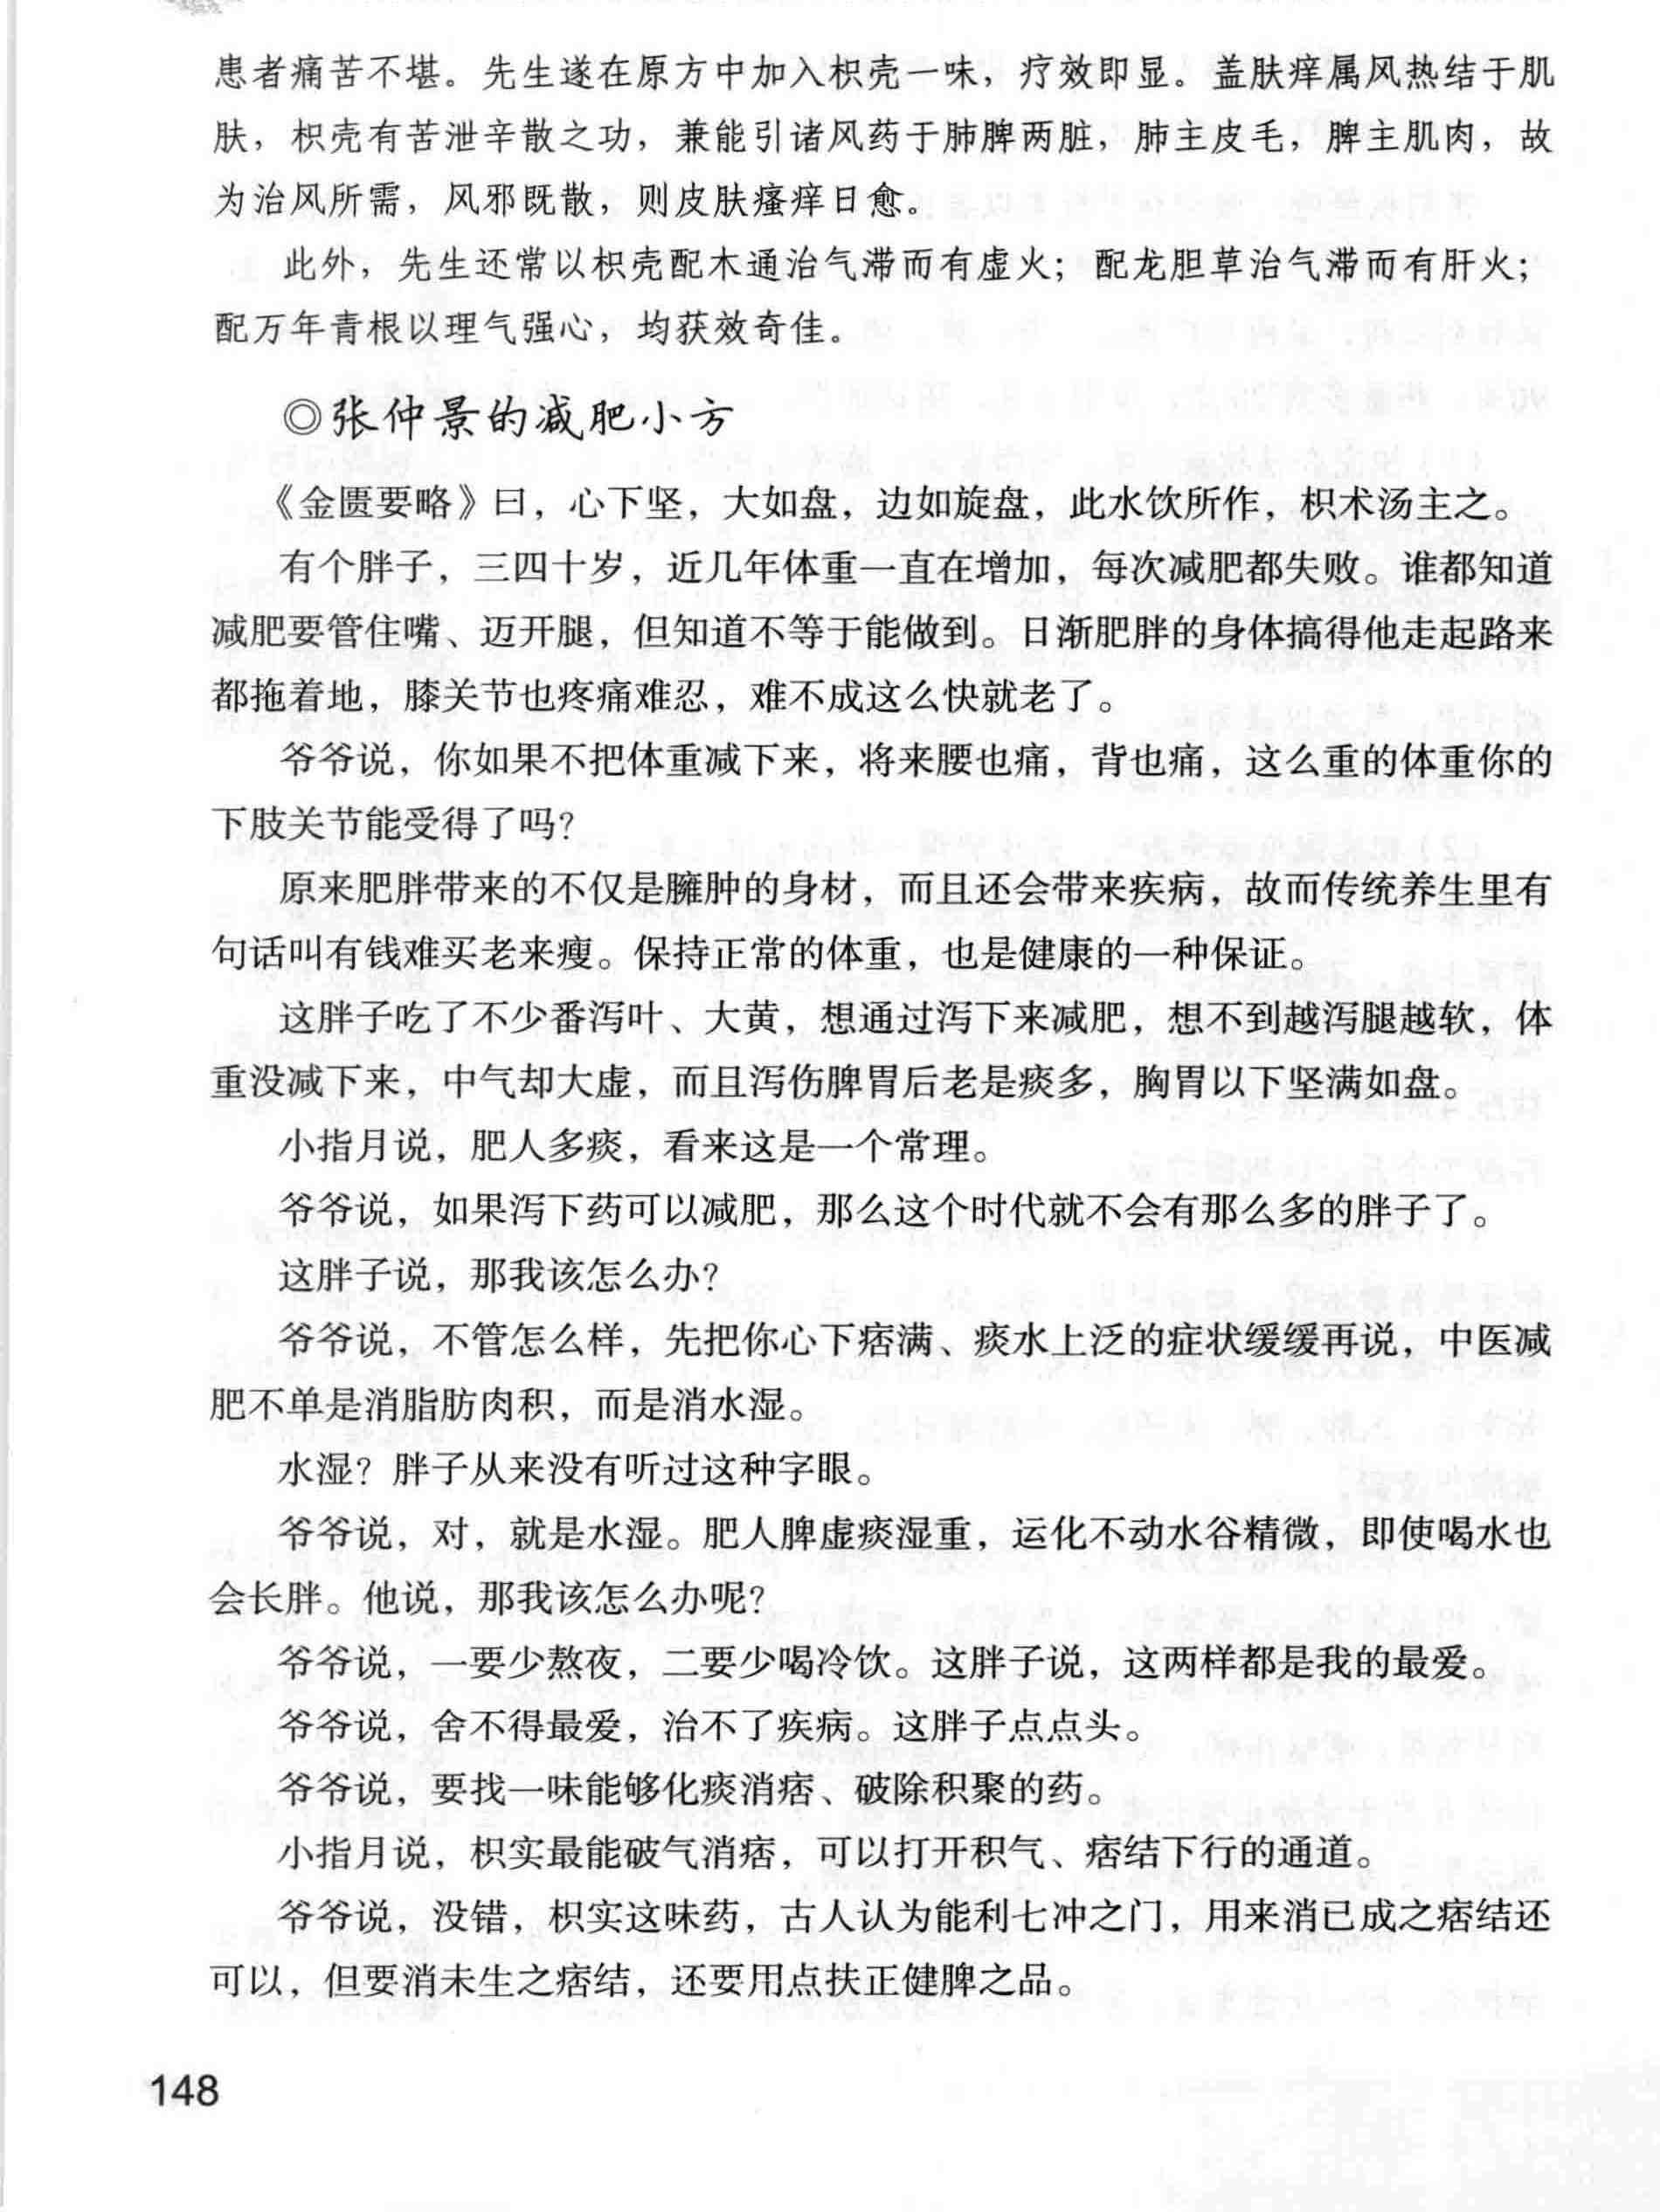 患者痛苦不堪。先生遂在原方中加入枳壳一味，疗效即显。盖肤痒属风热结于肌
肤，枳壳有苦泄辛散之功，兼能引诸风药于肺脾两脏，肺主皮毛，脾主肌肉，故
为治风所需，风邪既散，则皮肤瘙痒日愈。
此外，先生还常以枳壳配木通治气滞而有虚火；配龙胆草治气滞而有肝火；
配万年青根以理气强心，均获效奇佳。
◎张仲景的减肥小方
《金匮要略》曰，心下坚，大如盘，边如旋盘，此水饮所作，枳术汤主之。
有个胖子，三四十岁，近几年体重一直在增加，每次减肥都失败。谁都知道
减肥要管住嘴、迈开腿，但知道不等于能做到。日渐肥胖的身体搞得他走起路来
都拖着地，膝关节也疼痛难忍，难不成这么快就老了。
爷爷说，你如果不把体重减下来，将来腰也痛，背也痛，这么重的体重你的
下肢关节能受得了吗？
原来肥胖带来的不仅是臃肿的身材，而且还会带来疾病，故而传统养生里有
句话叫有钱难买老来瘦。保持正常的体重，也是健康的一种保证。
这胖子吃了不少番泻叶、大黄，想通过泻下来减肥，想不到越泻腿越软，体
重没减下来，中气却大虚，而且泻伤脾胃后老是痰多，胸胃以下坚满如盘。
小指月说，肥人多痰，看来这是一个常理。
爷爷说，如果泻下药可以减肥，那么这个时代就不会有那么多的胖子了。
这胖子说，那我该怎么办？
爷爷说，不管怎么样，先把你心下痞满、痰水上泛的症状缓缓再说，中医减
肥不单是消脂肪肉积，而是消水湿。
水湿？胖子从来没有听过这种字眼。
爷爷说，对，就是水湿。肥人脾虚痰湿重，运化不动水谷精微，即使喝水也
会长胖。他说，那我该怎么办呢？
爷爷说，一要少熬夜，二要少喝冷饮。这胖子说，这两样都是我的最爱。
爷爷说，舍不得最爱，治不了疾病。这胖子点点头。
爷爷说，要找一味能够化痰消痞、破除积聚的药。
小指月说，枳实最能破气消痞，可以打开积气、痞结下行的通道。
爷爷说，没错，枳实这味药，古人认为能利七冲之门，用来消已成之痞结还
可以，但要消未生之痞结，还要用点扶正健脾之品。
148